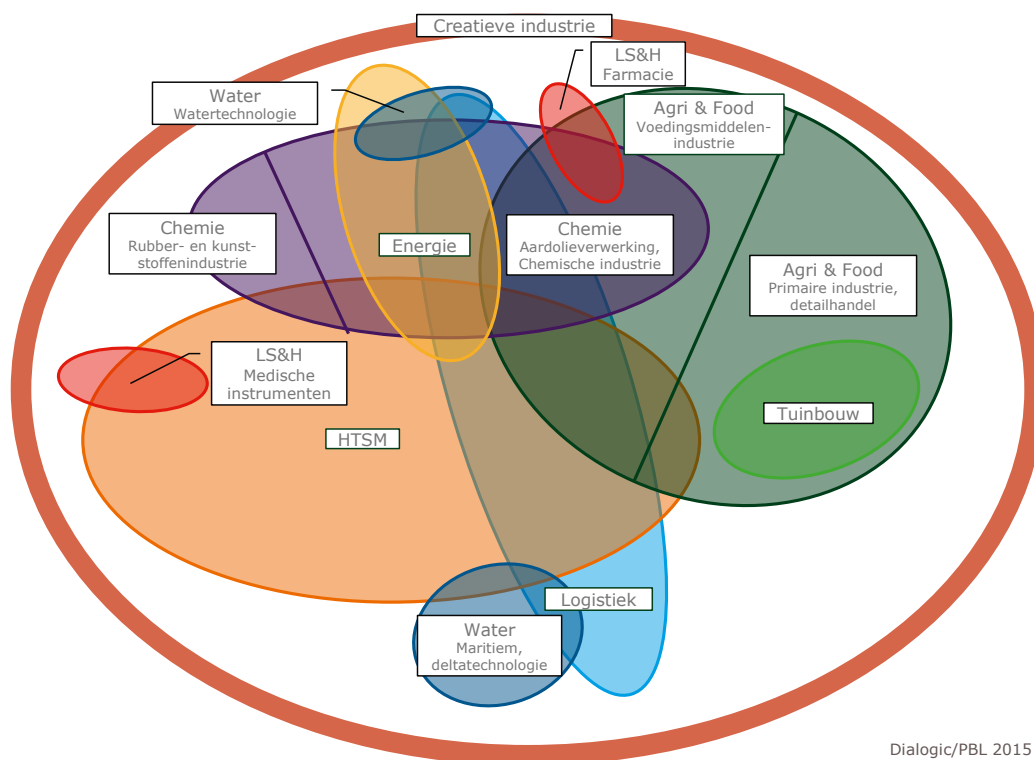 Creatieve industrie
LS&H
Farmacie
Water
Watertechnologie
Agri & Food
Voedingsmiddelen-
industrie
Chemie
Rubber- en kunst-
stoffenindustrie
Energie
Chemie
Aardolieverwerking,
Chemische industrie
Agri & Food
Primaire industrie,
detailhandel
LS&H
Medische
instrumenten
Tuinbouw
HTSM
Logistiek
Water
Maritiem,
deltatechnologie
Dialogic/PBL 2015